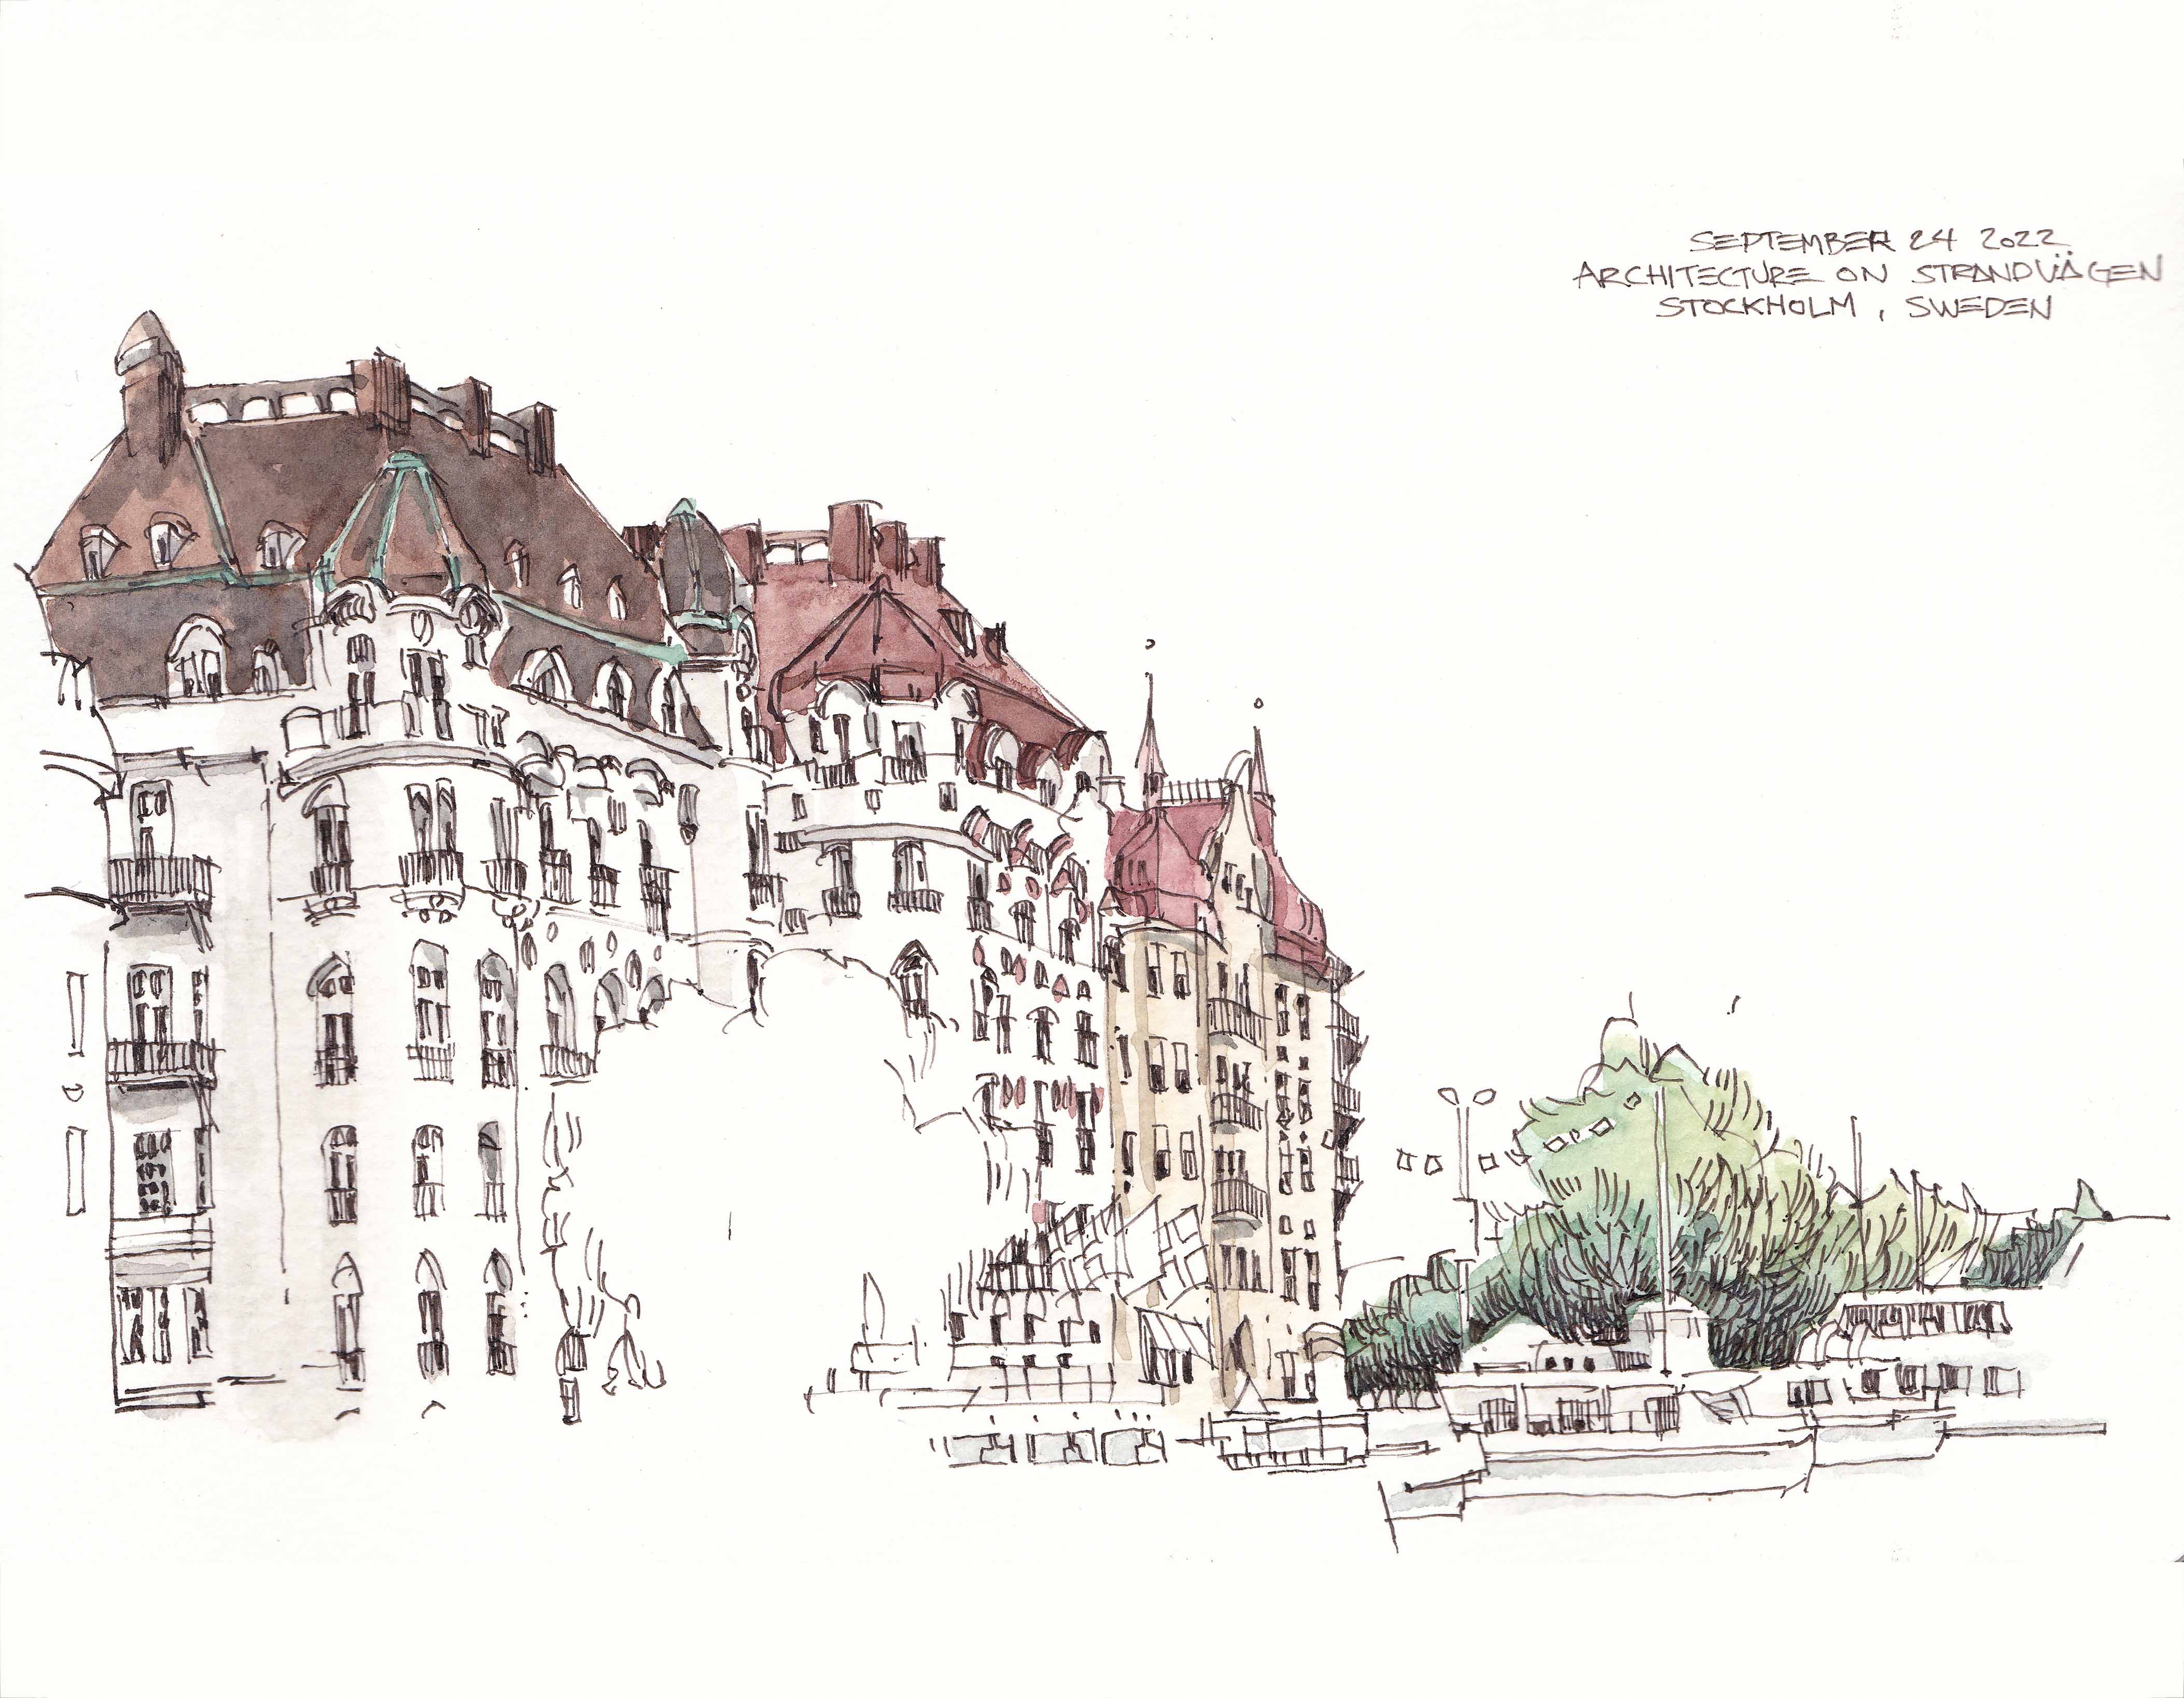 SEPTEMBER 24 2022
ARCHITECTURE ON STRANDVÄGEN
STOCKHOLM, SWEDEN